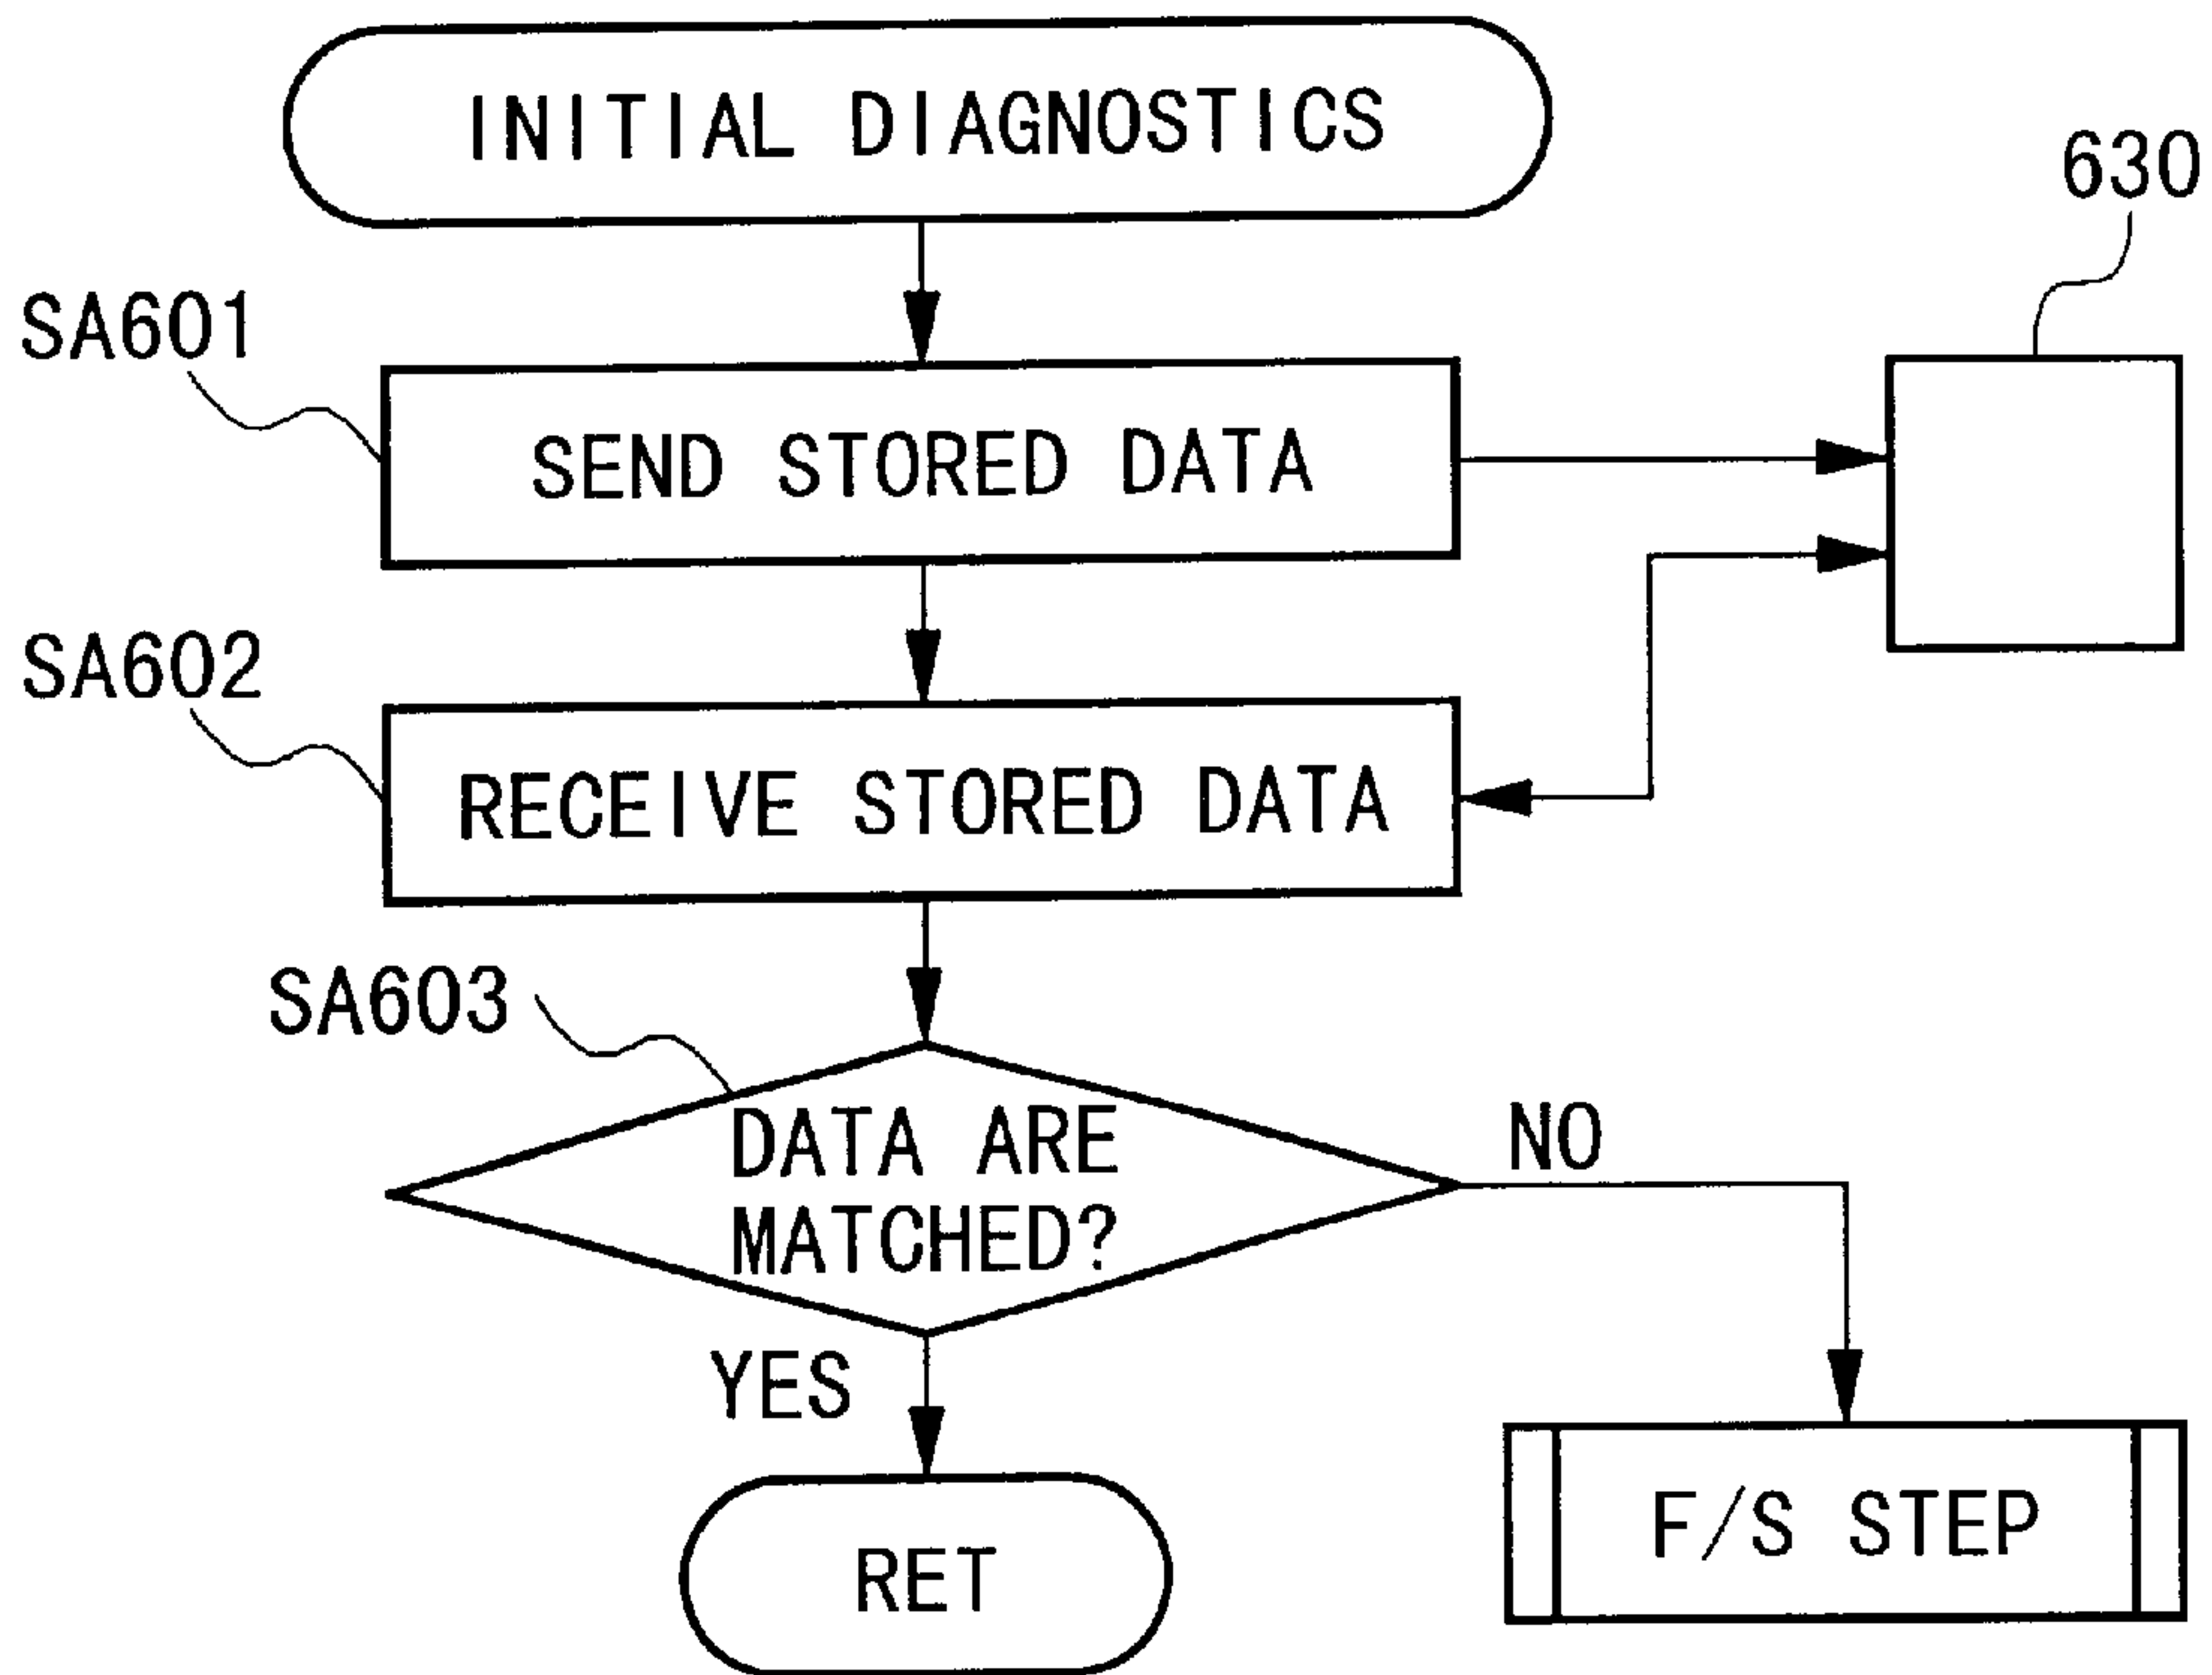 INITIAL DIAGNOSTICS
630
SA601
SEND STORED DATA
SA602
RECEIVE STORED DATA
SA603
DATA ARE
MATCHED?
NO
YES
F/S STEP
RET